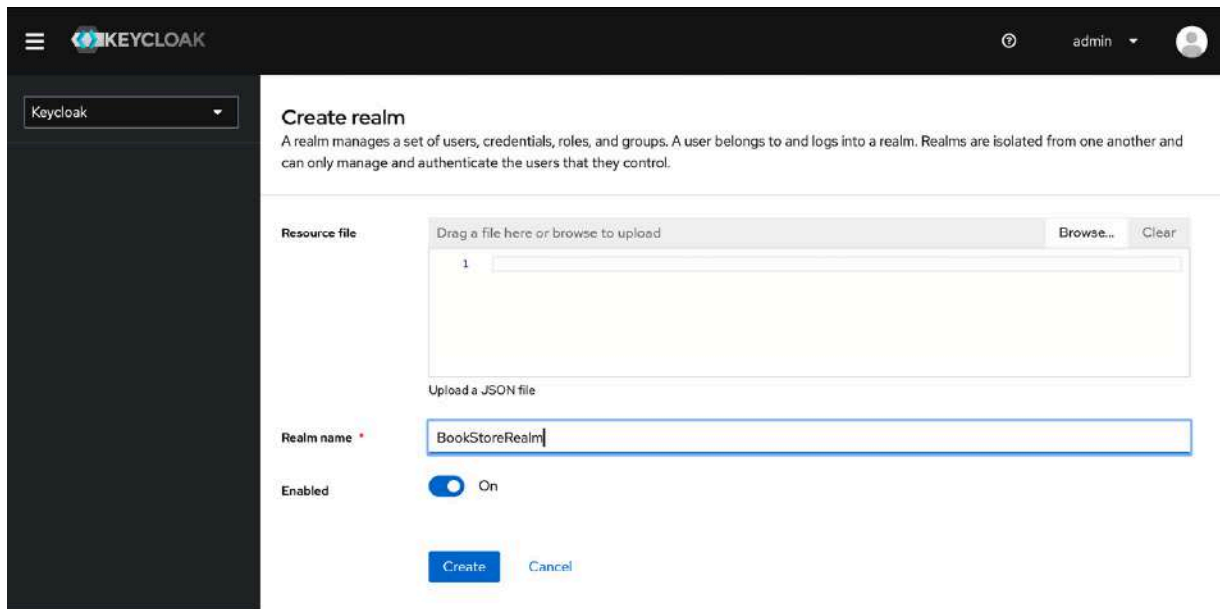 KEYCLOAK
admin
Keycloak
Create realm
A realm manages a set of users, credentials, roles, and groups. A user belongs to and logs into a realm. Realms are isolated from one another and
can only manage and authenticate the users that they control.
Resource file
Drag a file here or browse to upload
Browse...
Clear
1
Upload a JSON file
Realm name *
BookStoreRealm
Enabled
On
Create
Cancel